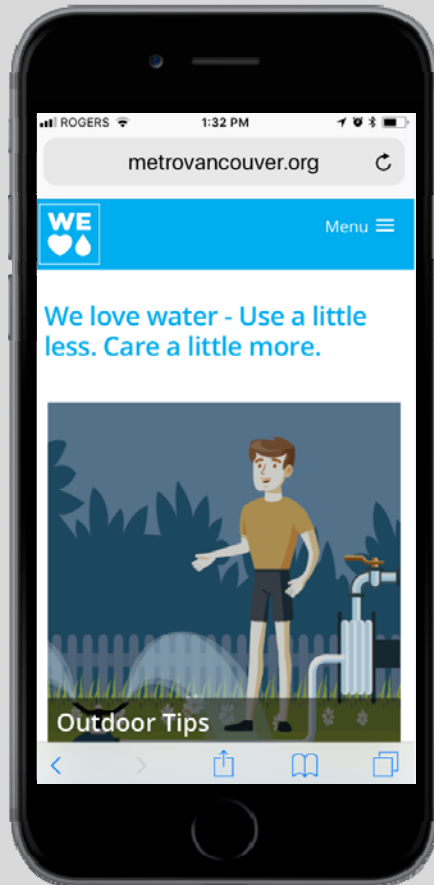 ROGERS 1:32 PM
metrovancouver.org
WE
Menu
We love water - Use a little
less. Care a little more.
Outdoor Tips